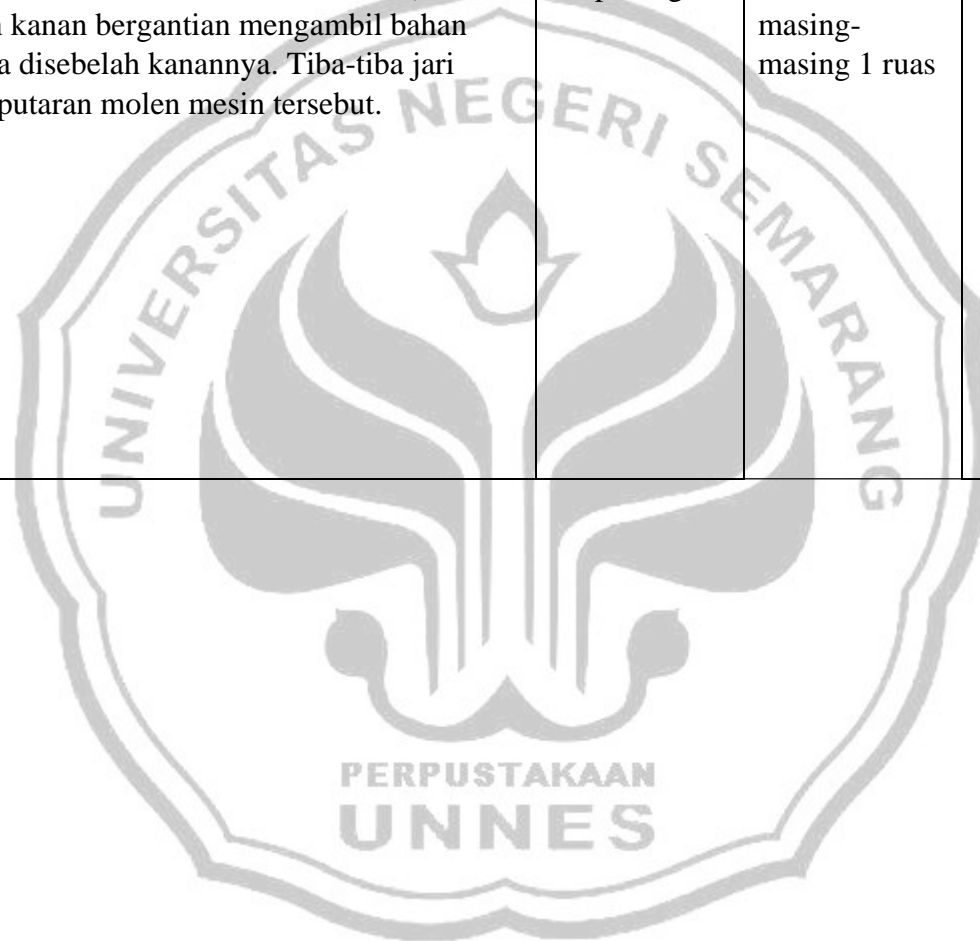 kanan bergantian mengambil bahan
disebelah kanannya. Tiba-tiba jari
putaran molen mesin tersebut.
masing-
masing 1 ruas
UNIVERSITAS NEGERI SEMARANG
PERPUSTAKAAN
UNNES